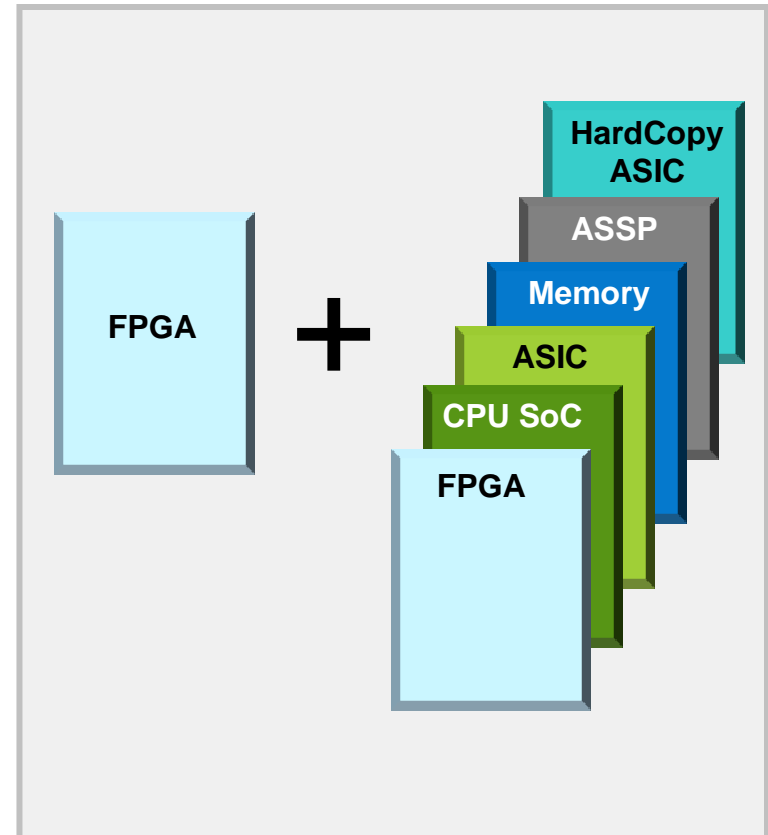 HardCopy
ASIC
ASSP
Memory
FPGA
+
ASIC
CPU SoC
FPGA